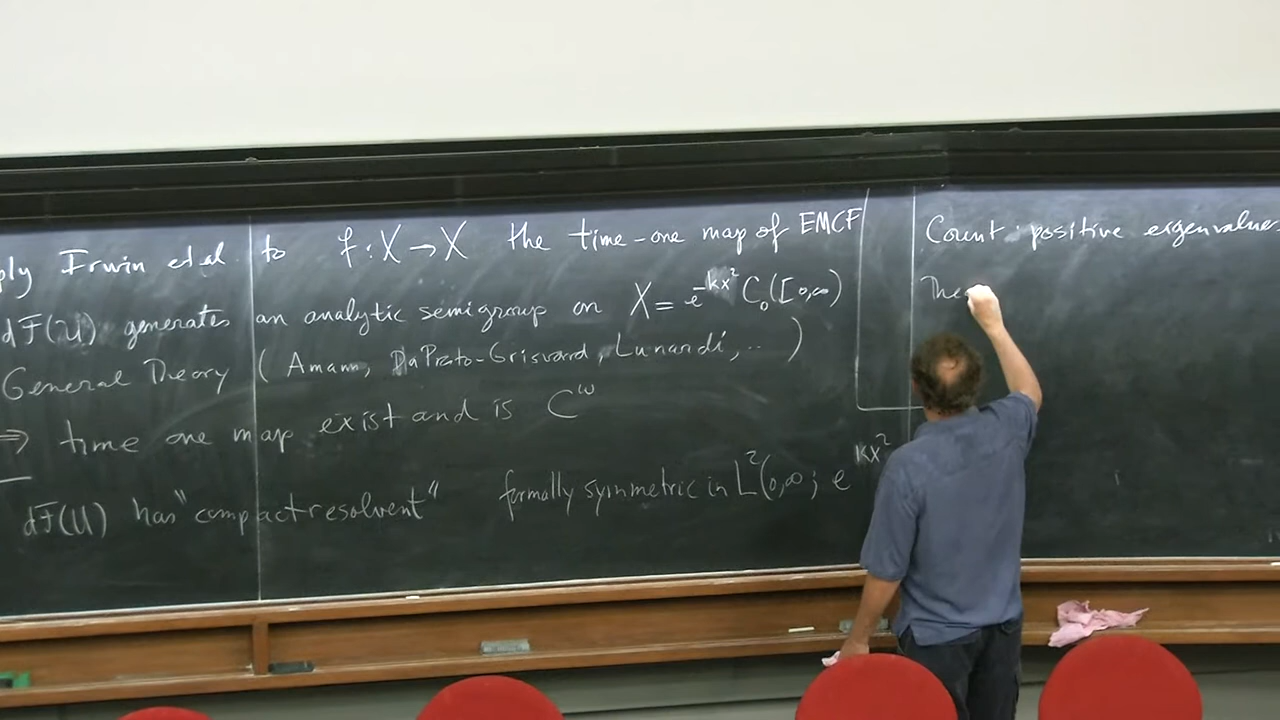 ply Irwin et al. to f : X → X the time-one map of EMCF
dF(U) generates an analytic semigroup on X = e^{-kx²} C₀([0,∞)
General Theory (Amann, DaPrato-Grisvard, Lunardi, .. )
⇒ time one map exist and is C^ω
dF(U) has "compact resolvent" formally symmetric in L²(0,∞; e^{kx²}
Count positive eigenvalue
The